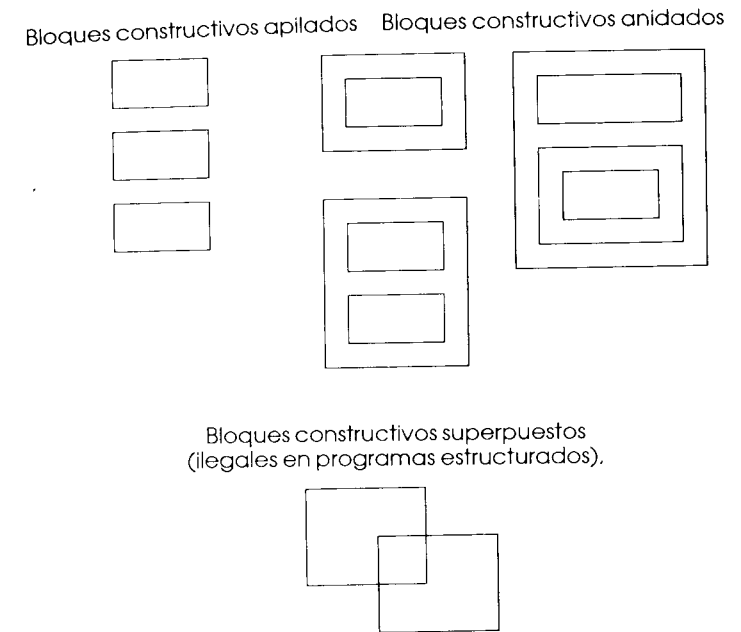 Bloques constructivos apilados
Bloques constructivos anidados
Bloques constructivos superpuestos
(ilegales en programas estructurados).